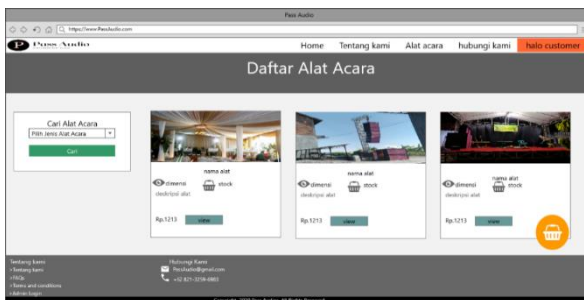 Pass Audio
https://www.PassAudio.com
P Pass Audio
Home Tentang kami Alat acara hubungi kami halo customer
Daftar Alat Acara
Cari Alat Acara
Pilih Jenis Alat Acara
Cari
nama alat
dimensi stock
deskripsi alat
Rp.1213 view
nama alat
dimensi stock
deskripsi alat
Rp.1213 view
nama alat
dimensi stock
deskripsi alat
Rp.1213 view
Tentang kami
›Tentang kami
›FAQs
›Terms and conditions
›Admin Login
Hubungi Kami
PassAudio@gmail.com